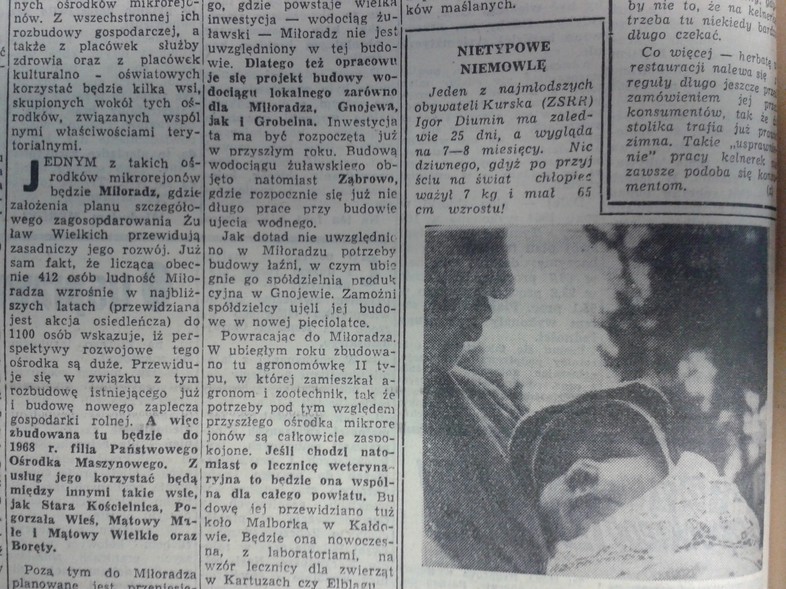 nych ośrodków mikrorejo-
nów. Z wszechstronnej ich
rozbudowy gospodarczej, a
także z placówek służby
zdrowia oraz z placówek
kulturalno - oświatowych
korzystać będzie kilka wsi,
skupionych wokół tych oś-
rodków, związanych wspól
nymi właściwościami tery-
torialnymi.
JEDNYM z takich oś-
rodków mikrorejonów
będzie Miłoradz, gdzie
założenia planu szczegóło-
wego zagospodarowania Żu
ław Wielkich przewidują
zasadniczy jego rozwój. Już
sam fakt, że licząca obec-
nie 412 osób ludność Miło-
radza wzrośnie w najbliż-
szych latach (przewidziana
jest akcja osiedleńcza) do
1100 osób wskazuje, iż per-
spektywy rozwojowe tego
ośrodka są duże. Przewidu-
je się w związku z tym
rozbudowę istniejącego już
i budowę nowego zaplecza
gospodarki rolnej. A więc
zbudowana tu będzie do
1968 r. filia Państwowego
Ośrodka Maszynowego. Z
usług jego korzystać będą
między innymi takie wsie,
jak Stara Kościelnica, Po-
gorzała Wieś, Mątowy Ma-
łe i Mątowy Wielkie oraz
Boręty.
Poza tym do Miłoradza
planowane jest
go, gdzie powstaje wielka
inwestycja — wodociąg żu-
ławski — Miłoradz nie jest
uwzględniony w tej budo-
wie. Dlatego też opracowu
je się projekt budowy wo-
dociągu lokalnego zarówno
dla Miłoradza, Gnojewa,
jak i Grobelna. Inwestycja
ta ma być rozpoczęta już
w przyszłym roku. Budową
wodociągu żuławskiego ob-
jęto natomiast Ząbrowo,
gdzie rozpocznie się już nie
długo prace przy budowie
ujęcia wodnego.
Jak dotąd nie uwzględnio
no w Miłoradzu potrzeby
budowy łaźni, w czym ubie
gnie go spółdzielnia produk
cyjna w Gnojewie. Zamożni
spółdzielcy ujęli jej budo-
wę w nowej pięciolatce.
Powracając do Miłoradza.
W ubiegłym roku zbudowa-
no tu agronomówkę II ty-
pu, w której zamieszkał a-
gronom i zootechnik, tak że
potrzeby pod tym względem
przyszłego ośrodka mikrore
jonów są całkowicie zaspo-
kojone. Jeśli chodzi nato-
miast o lecznicę weteryna-
ryjną to będzie ona wspól-
na dla całego powiatu. Bu
dowę jej przewidziano tuż
koło Malborka w Kałdo-
wie. Będzie ona nowoczes-
na, z laboratoriami, na
wzór lecznicy dla zwierząt
w Kartuzach czy Elblągu
ków maślanych.
NIETYPOWE
NIEMOWLĘ
Jeden z najmłodszych
obywateli Kurska (ZSRR)
Igor Diumin ma zaled-
wie 25 dni, a wygląda
na 7—8 miesięcy. Nic
dziwnego, gdyż po przyj
ściu na świat chłopiec
ważył 7 kg i miał 65
cm wzrostu!
by nie to, że na
trzeba tu niekiedy
długo czekać.
Co więcej — herbatę w
restauracji nalewa się z
reguły długo jeszcze
zamówieniem jej
konsumentów, tak że
stolika trafia już
zimna. Takie
nie" pracy kelnerek
zawsze podoba się
mentom.